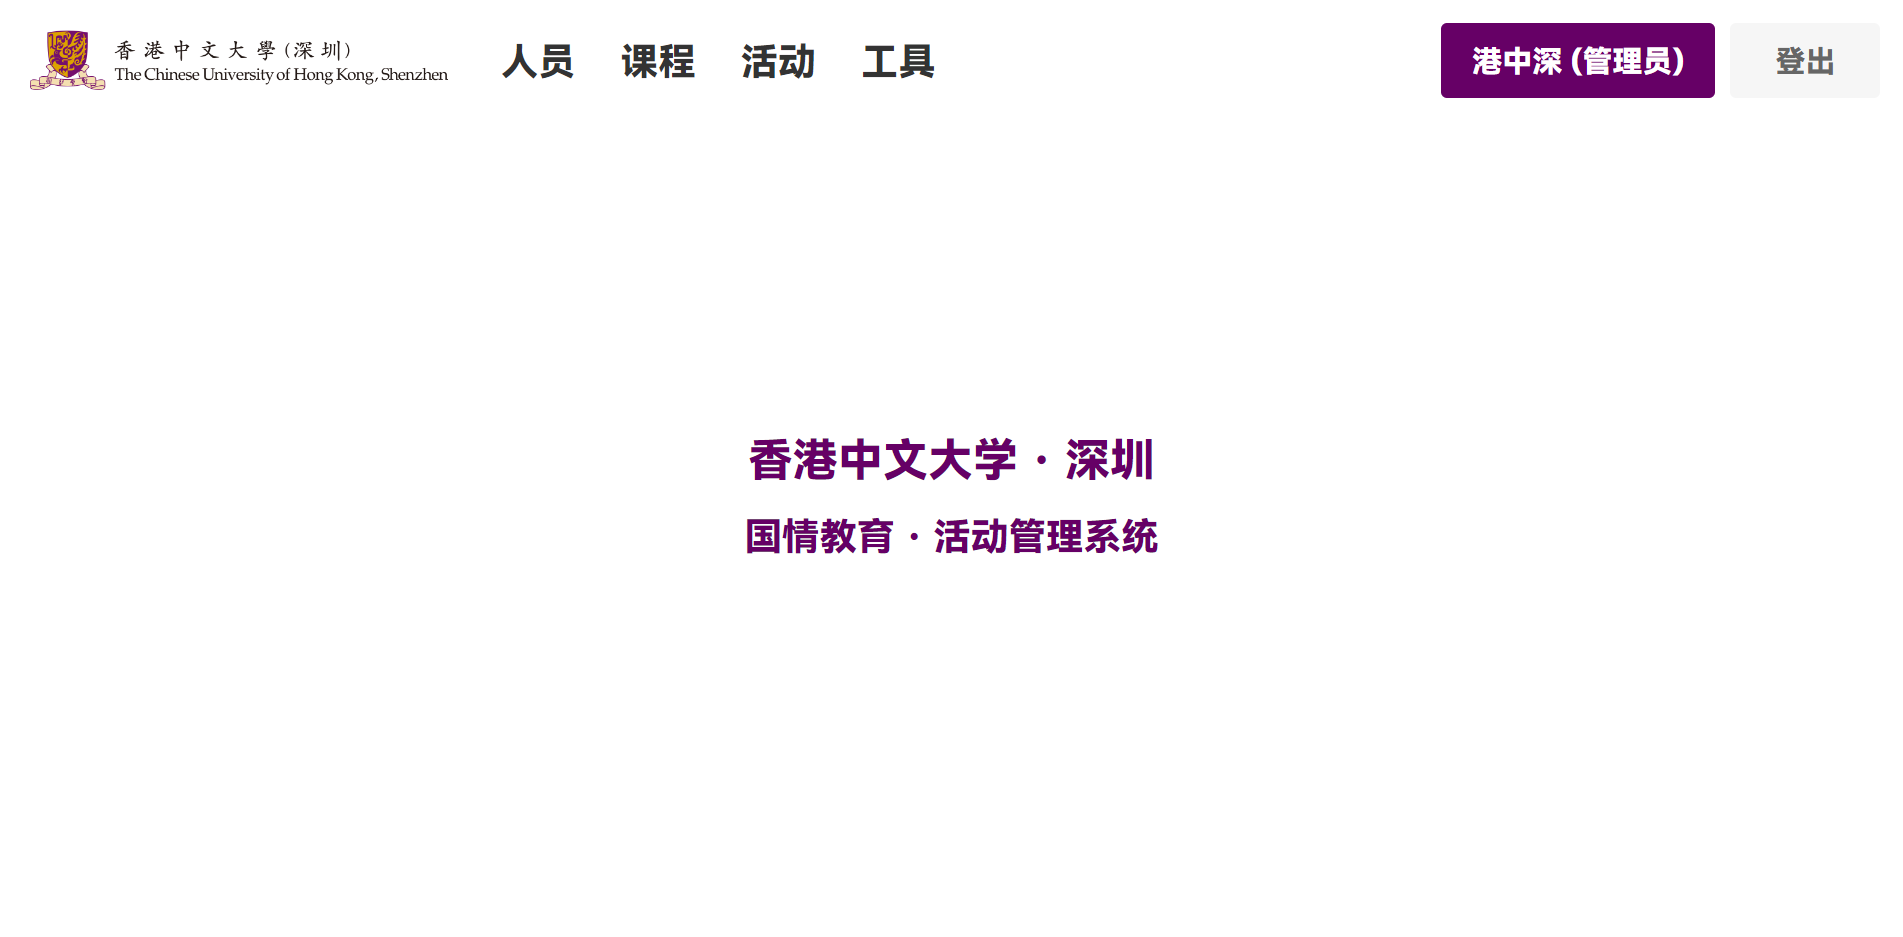 香港中文大學(深圳)
The Chinese University of Hong Kong, Shenzhen
人员 课程 活动 工具
港中深 (管理员) 登出
香港中文大学 · 深圳
国情教育 · 活动管理系统